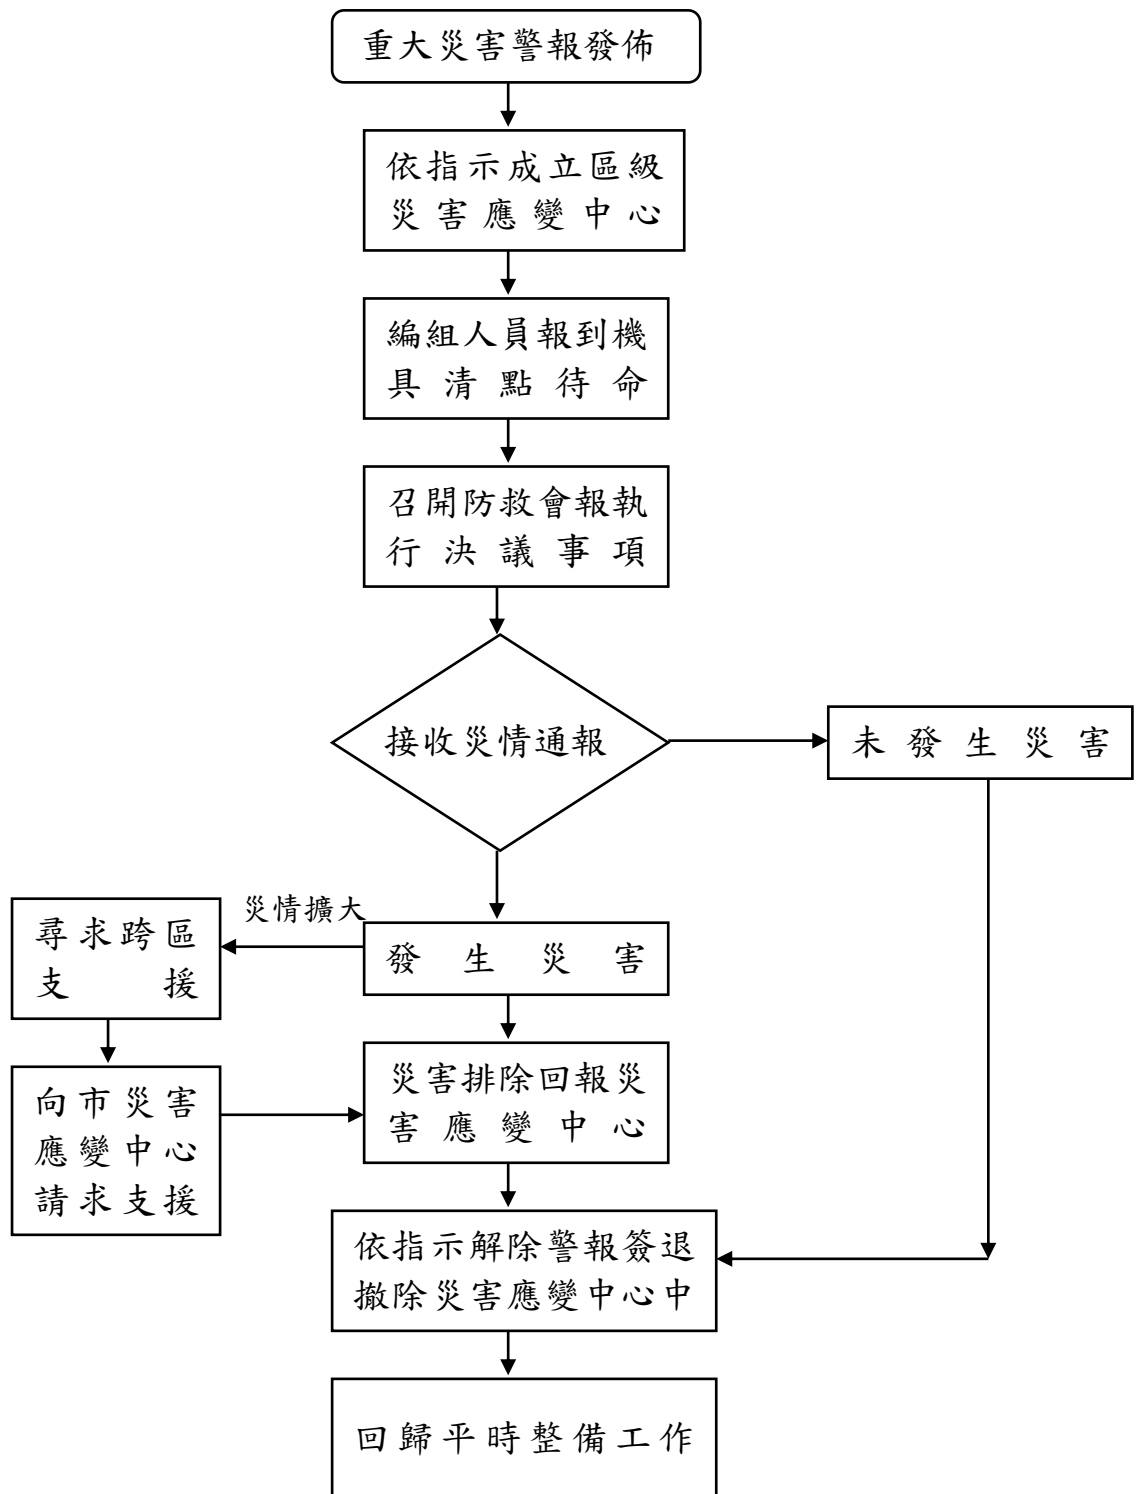 重大災害警報發佈
依指示成立區級
災害應變中心
編組人員報到機
具清點待命
召開防救會報執
行決議事項
接收災情通報
未發生災害
災情擴大
尋求跨區
支援
發生災害
向市災害
應變中心
請求支援
災害排除回報災
害應變中心
依指示解除警報簽退
撤除災害應變中心中
回歸平時整備工作